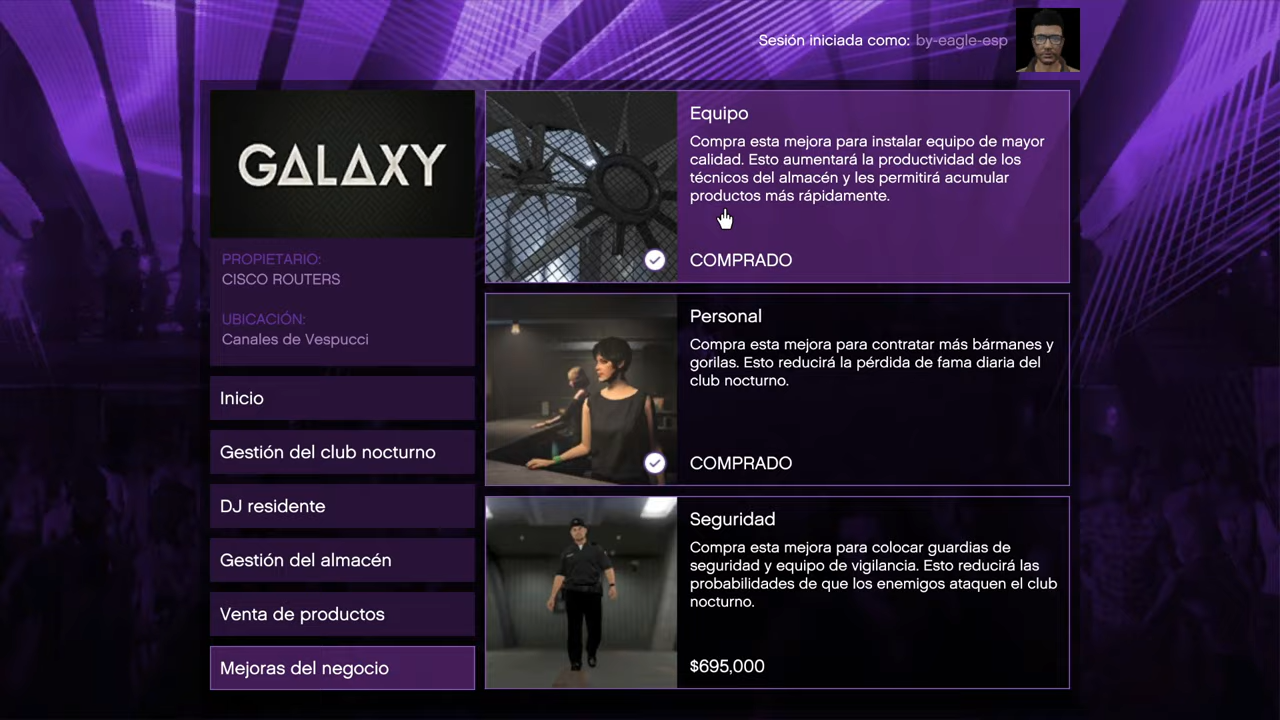 Sesión iniciada como: by-eagle-esp
GALAXY
PROPIETARIO:
CISCO ROUTERS
UBICACIÓN:
Canales de Vespucci
Inicio
Gestión del club nocturno
DJ residente
Gestión del almacén
Venta de productos
Mejoras del negocio
Equipo
Compra esta mejora para instalar equipo de mayor
calidad. Esto aumentará la productividad de los
técnicos del almacén y les permitirá acumular
productos más rápidamente.
COMPRADO
Personal
Compra esta mejora para contratar más bármanes y
gorilas. Esto reducirá la pérdida de fama diaria del
club nocturno.
COMPRADO
Seguridad
Compra esta mejora para colocar guardias de
seguridad y equipo de vigilancia. Esto reducirá las
probabilidades de que los enemigos ataquen el club
nocturno.
$695,000